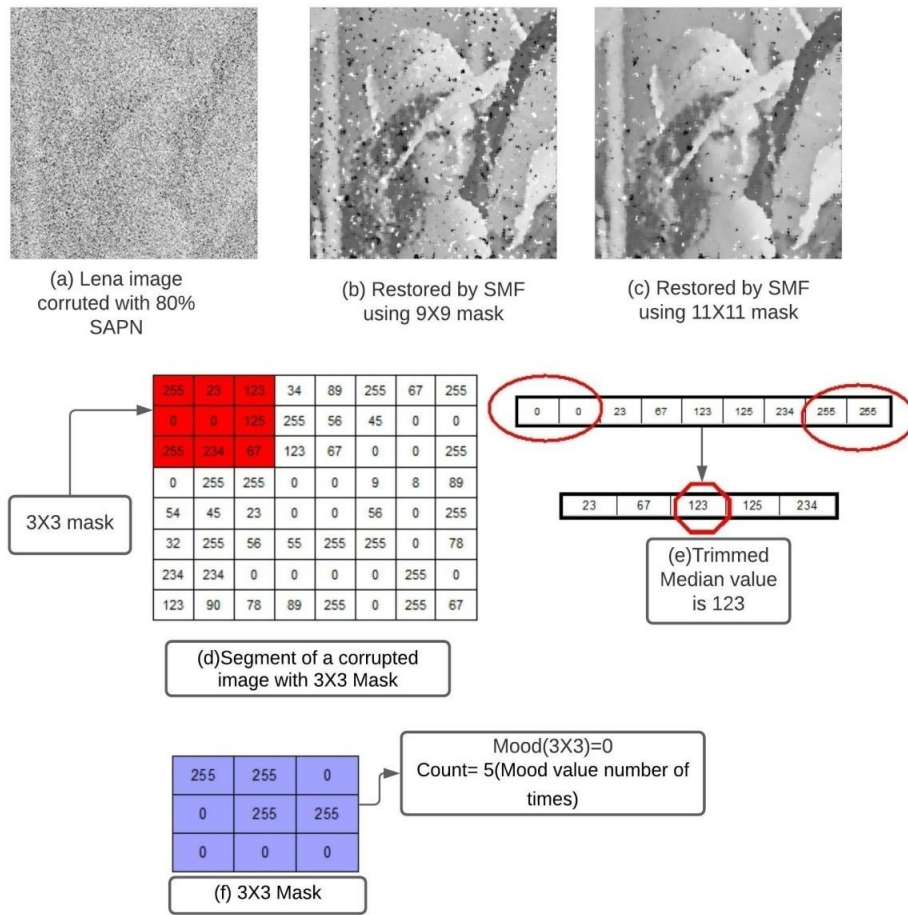 (a) Lena image
corruted with 80%
SAPN
(b) Restored by SMF
using 9X9 mask
(c) Restored by SMF
using 11X11 mask
3X3 mask
255 23 123 34 89 255 67 255
0 0 125 255 56 45 0 0
255 234 67 123 67 0 0 255
0 255 255 0 0 9 8 89
54 45 23 0 0 56 0 255
32 255 56 55 255 255 0 78
234 234 0 0 0 0 255 0
123 90 78 89 255 0 255 67
(d)Segment of a corrupted
image with 3X3 Mask
0 0 23 67 123 125 234 255 255
23 67 123 125 234
(e)Trimmed
Median value
is 123
255 255 0
0 255 255
0 0 0
(f) 3X3 Mask
Mood(3X3)=0
Count= 5(Mood value number of
times)